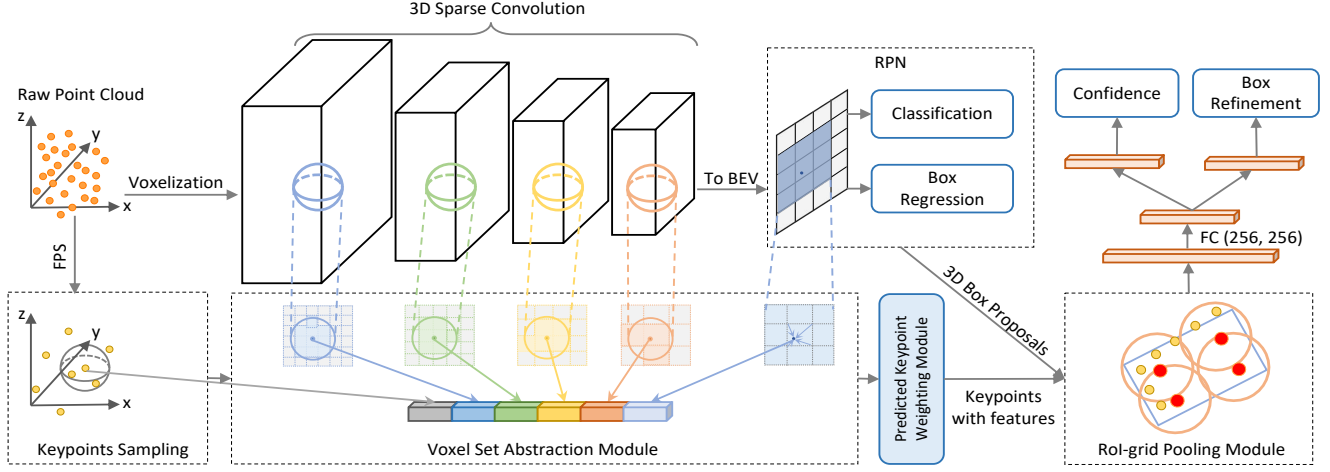 3D Sparse Convolution
Raw Point Cloud
z
y
x
Voxelization
FPS
To BEV
RPN
Classification
Box
Regression
Confidence
Box
Refinement
FC (256, 256)
3D Box Proposals
z
y
x
Keypoints Sampling
Voxel Set Abstraction Module
Predicted Keypoint
Weighting Module
Keypoints
with features
RoI-grid Pooling Module